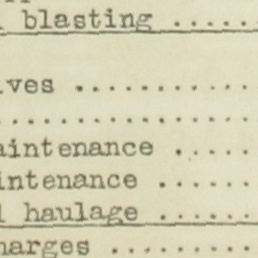 blasting .....
ves ..........
..............
aintenance ....
intenance .....
haulage .....
harges ........